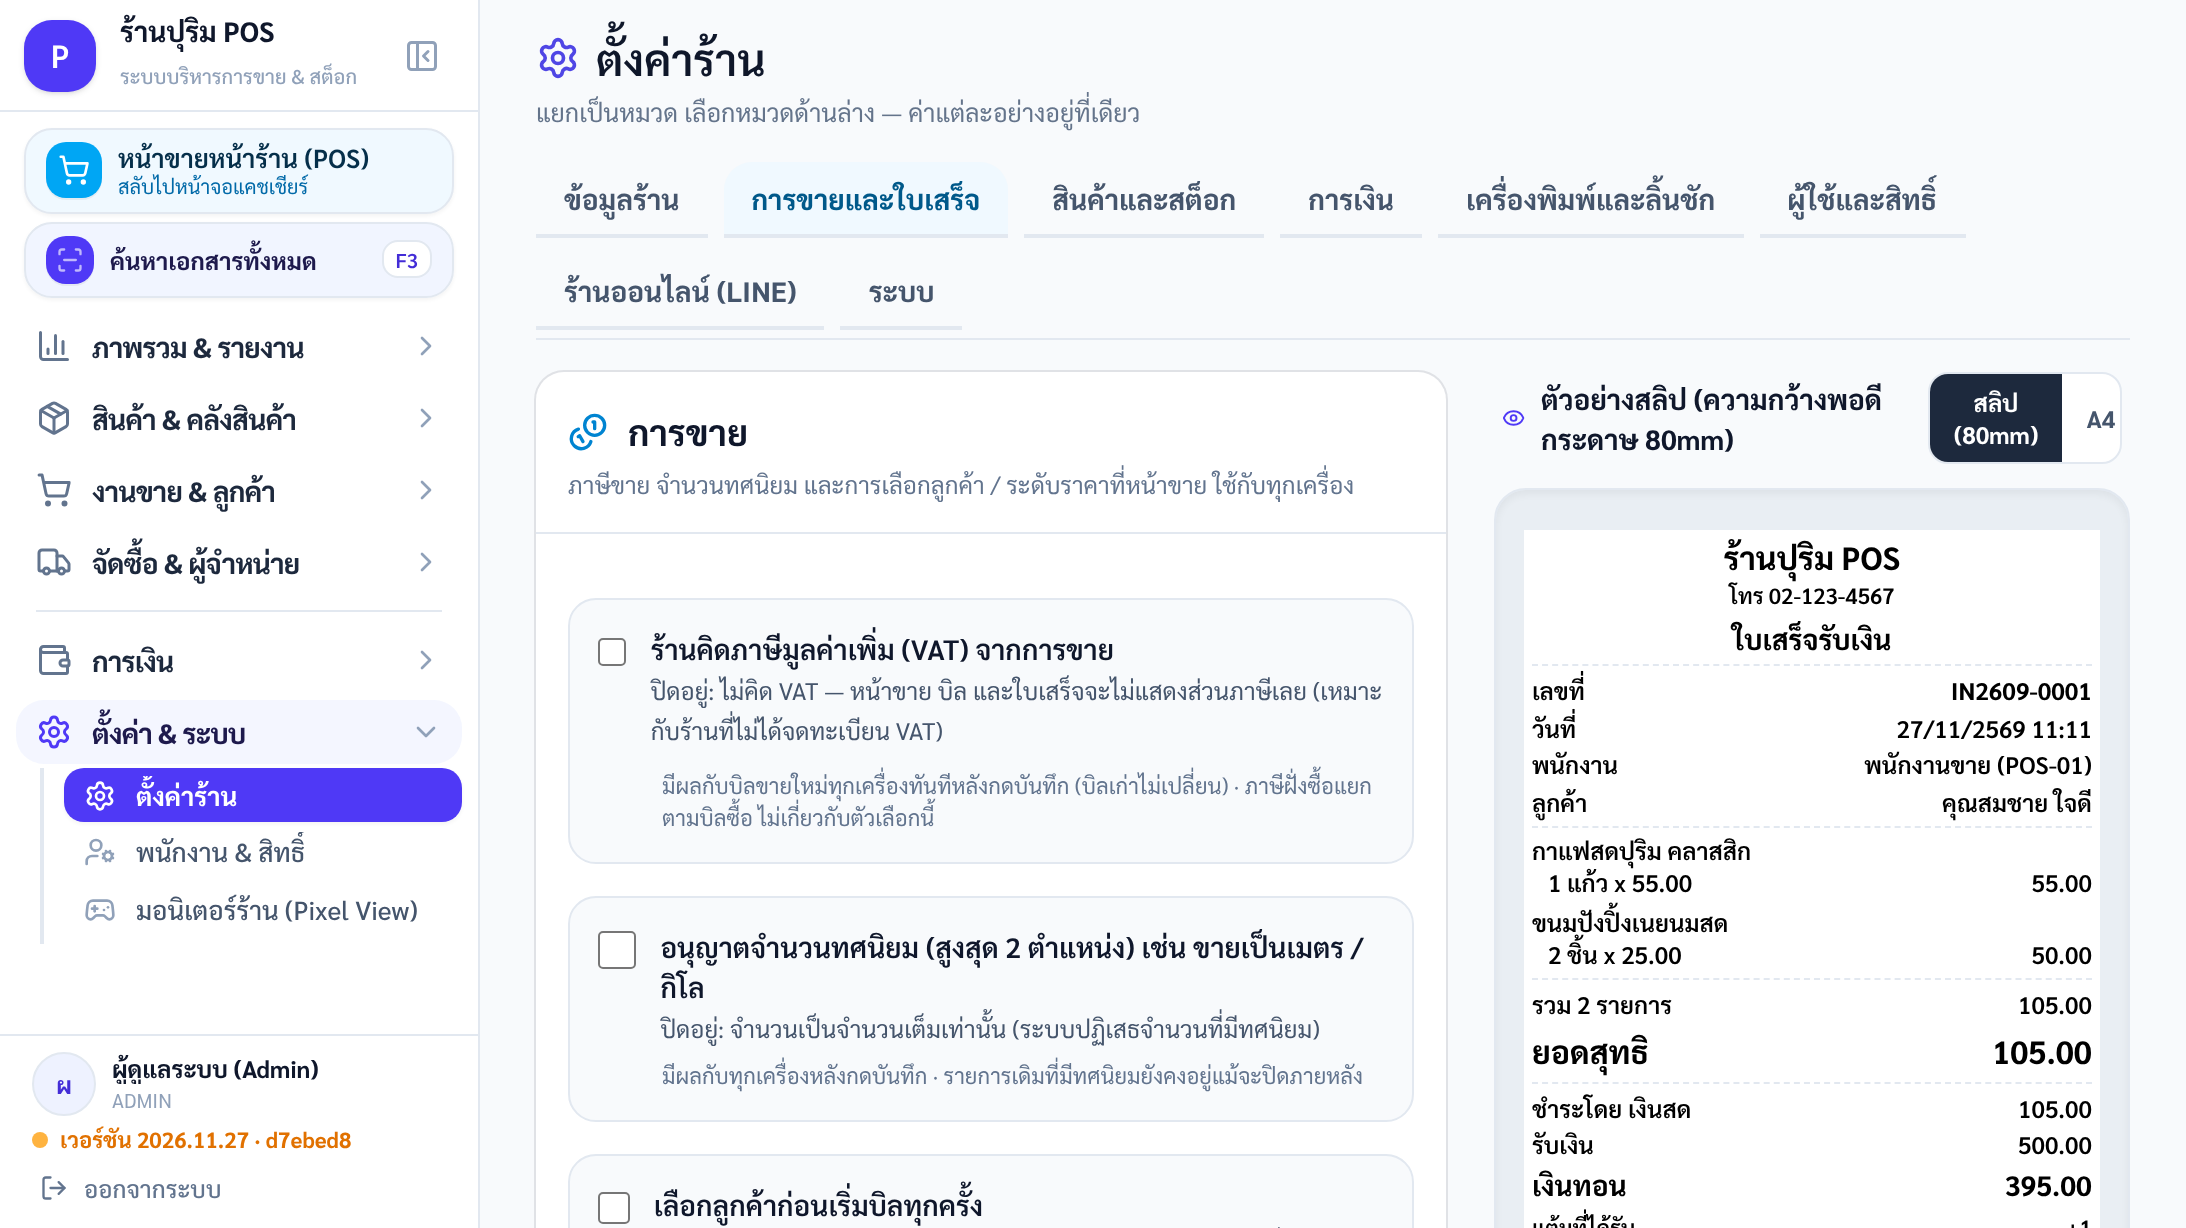 P
ร้านปุริม POS
ระบบบริหารการขาย & สต็อก
หน้าขายหน้าร้าน (POS)
สลับไปหน้าจอแคชเชียร์
ค้นหาเอกสารทั้งหมด
F3
ภาพรวม & รายงาน
สินค้า & คลังสินค้า
งานขาย & ลูกค้า
จัดซื้อ & ผู้จำหน่าย
การเงิน
ตั้งค่า & ระบบ
ตั้งค่าร้าน
พนักงาน & สิทธิ์
มอนิเตอร์ร้าน (Pixel View)
ผ
ผู้ดูแลระบบ (Admin)
ADMIN
เวอร์ชัน 2026.11.27 · d7ebed8
ออกจากระบบ
ตั้งค่าร้าน
แยกเป็นหมวด เลือกหมวดด้านล่าง — ค่าแต่ละอย่างอยู่ที่เดียว
ข้อมูลร้าน
การขายและใบเสร็จ
สินค้าและสต็อก
การเงิน
เครื่องพิมพ์และลิ้นชัก
ผู้ใช้และสิทธิ์
ร้านออนไลน์ (LINE)
ระบบ
การขาย
ภาษีขาย จำนวนทศนิยม และการเลือกลูกค้า / ระดับราคาที่หน้าขาย ใช้กับทุกเครื่อง
ร้านคิดภาษีมูลค่าเพิ่ม (VAT) จากการขาย
ปิดอยู่: ไม่คิด VAT — หน้าขาย บิล และใบเสร็จจะไม่แสดงส่วนภาษีเลย (เหมาะ
กับร้านที่ไม่ได้จดทะเบียน VAT)
มีผลกับบิลขายใหม่ทุกเครื่องทันทีหลังกดบันทึก (บิลเก่าไม่เปลี่ยน) · ภาษีฝั่งซื้อแยก
ตามบิลซื้อ ไม่เกี่ยวกับตัวเลือกนี้
อนุญาตจำนวนทศนิยม (สูงสุด 2 ตำแหน่ง) เช่น ขายเป็นเมตร /
กิโล
ปิดอยู่: จำนวนเป็นจำนวนเต็มเท่านั้น (ระบบปฏิเสธจำนวนที่มีทศนิยม)
มีผลกับทุกเครื่องหลังกดบันทึก · รายการเดิมที่มีทศนิยมยังคงอยู่แม้จะปิดภายหลัง
เลือกลูกค้าก่อนเริ่มบิลทุกครั้ง
ตัวอย่างสลิป (ความกว้างพอดี
กระดาษ 80mm)
สลิป
(80mm)
A4
ร้านปุริม POS
โทร 02-123-4567
ใบเสร็จรับเงิน
เลขที่ IN2609-0001
วันที่ 27/11/2569 11:11
พนักงาน พนักงานขาย (POS-01)
ลูกค้า คุณสมชาย ใจดี
กาแฟสดปุริม คลาสสิก
1 แก้ว x 55.00 55.00
ขนมปังปิ้งเนยนมสด
2 ชิ้น x 25.00 50.00
รวม 2 รายการ 105.00
ยอดสุทธิ 105.00
ชำระโดย เงินสด 105.00
รับเงิน 500.00
เงินทอน 395.00
แต้มที่ได้รับ +1